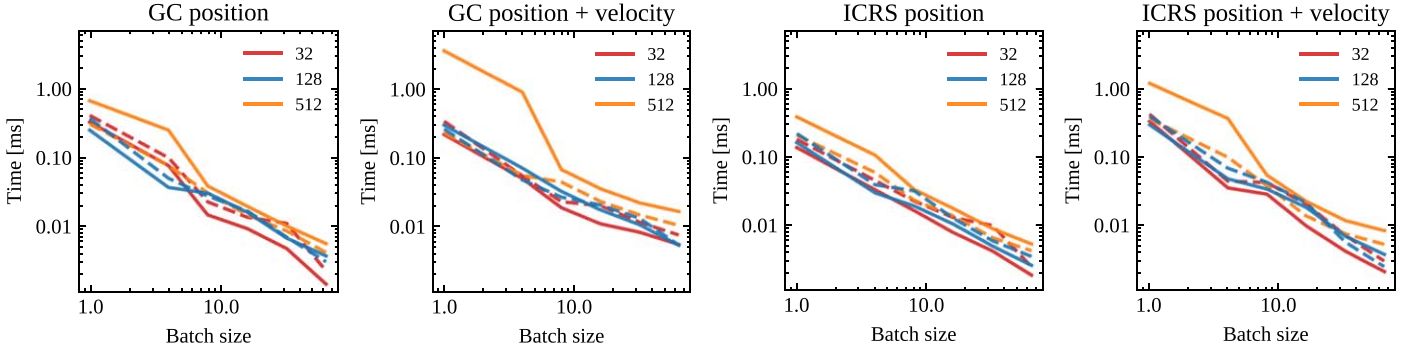 GC position
32
128
512
1.00
0.10
0.01
Time [ms]
1.0
10.0
Batch size
GC position + velocity
32
128
512
1.00
0.10
0.01
Time [ms]
1.0
10.0
Batch size
ICRS position
32
128
512
1.00
0.10
0.01
Time [ms]
1.0
10.0
Batch size
ICRS position + velocity
32
128
512
1.00
0.10
0.01
Time [ms]
1.0
10.0
Batch size